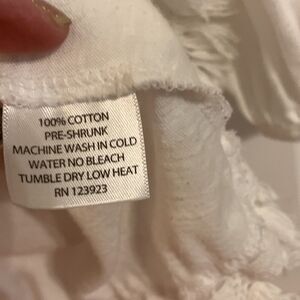 100% COTTON
PRE-SHRUNK
MACHINE WASH IN COLD
WATER NO BLEACH
TUMBLE DRY LOW HEAT
RN 123923